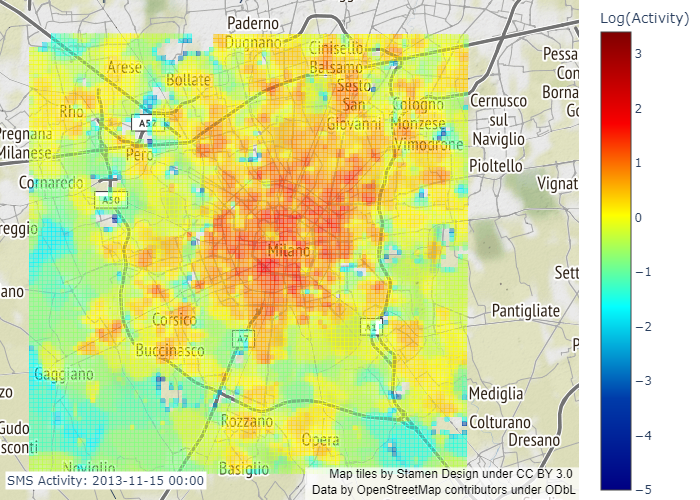 Paderno
Dugnano
Cinisello
Balsamo
Arese
Bollate
Sesto
San
Giovanni
Cologno
Monzese
Vimodrone
Rho
A52
Pero
Pregnana
Milanese
Cornaredo
A50
reggio
ano
Milano
Corsico
Buccinasco
A7
A1
Gaggiano
zo
Gudo
sconti
Rozzano
Opera
Noviglio
Basiglio
Pessa
Con
Borna
Go
Cernusco
sul
Naviglio
Pioltello
Vignat
Sett
Pantigliate
P
Mediglia
Colturano
Dresano
SMS Activity: 2013-11-15 00:00
Map tiles by Stamen Design under CC BY 3.0
Data by OpenStreetMap contributors under ODbL
Log(Activity)
3
2
1
0
−1
−2
−3
−4
−5